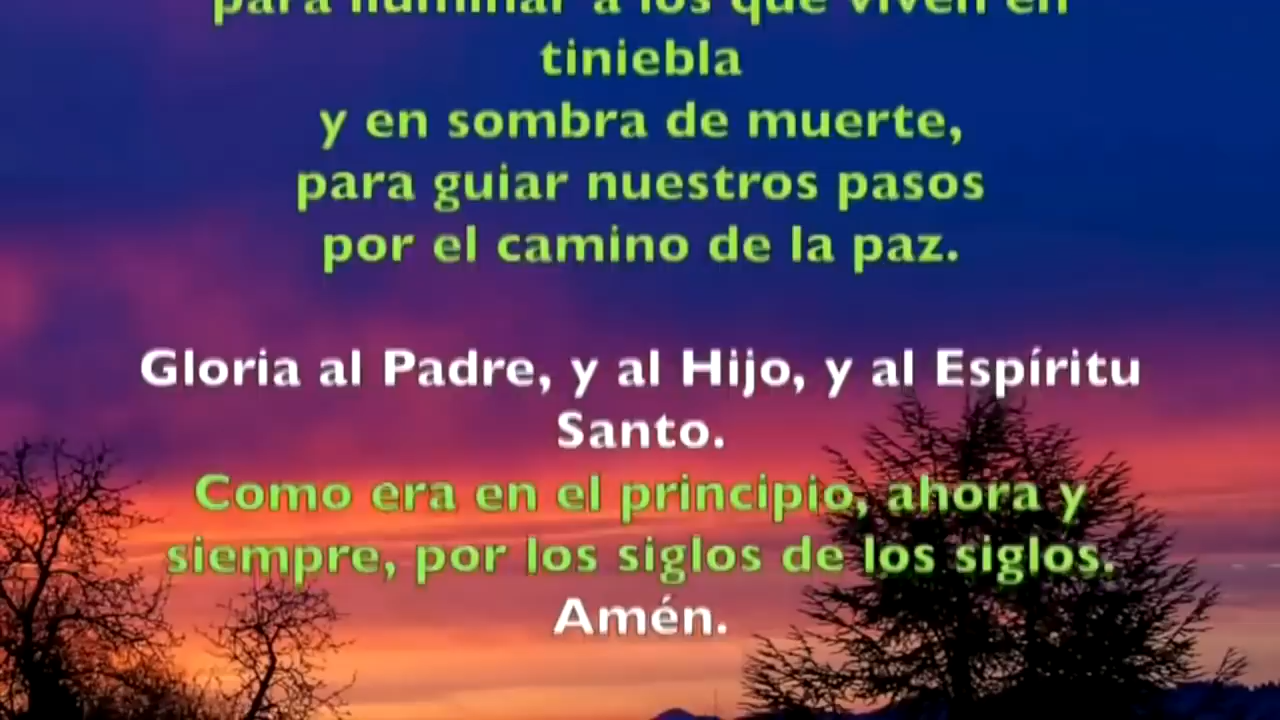 para iluminar a los que viven en
tiniebla
y en sombra de muerte,
para guiar nuestros pasos
por el camino de la paz.
Gloria al Padre, y al Hijo, y al Espíritu
Santo.
Como era en el principio, ahora y
siempre, por los siglos de los siglos.
Amén.